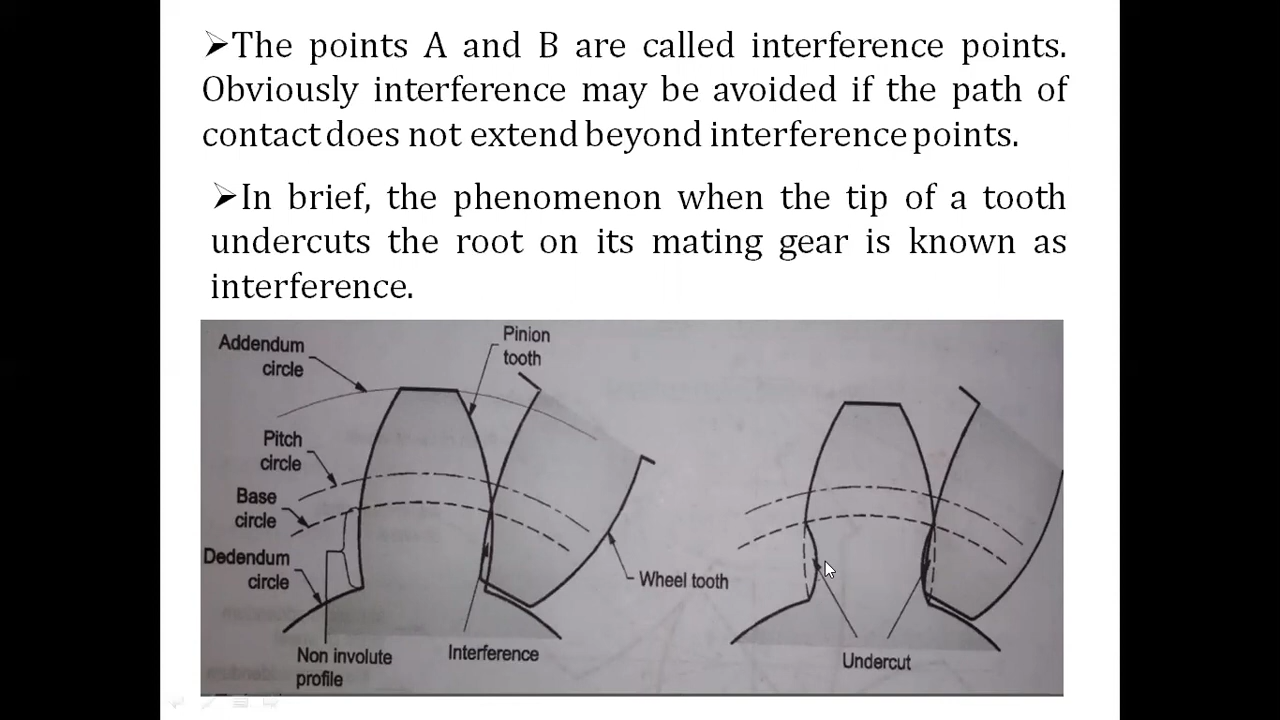 ➢The points A and B are called interference points.
Obviously interference may be avoided if the path of
contact does not extend beyond interference points.
➢In brief, the phenomenon when the tip of a tooth
undercuts the root on its mating gear is known as
interference.
Addendum
circle
Pinion
tooth
Pitch
circle
Base
circle
Dedendum
circle
Wheel tooth
Non involute
profile
Interference
Undercut